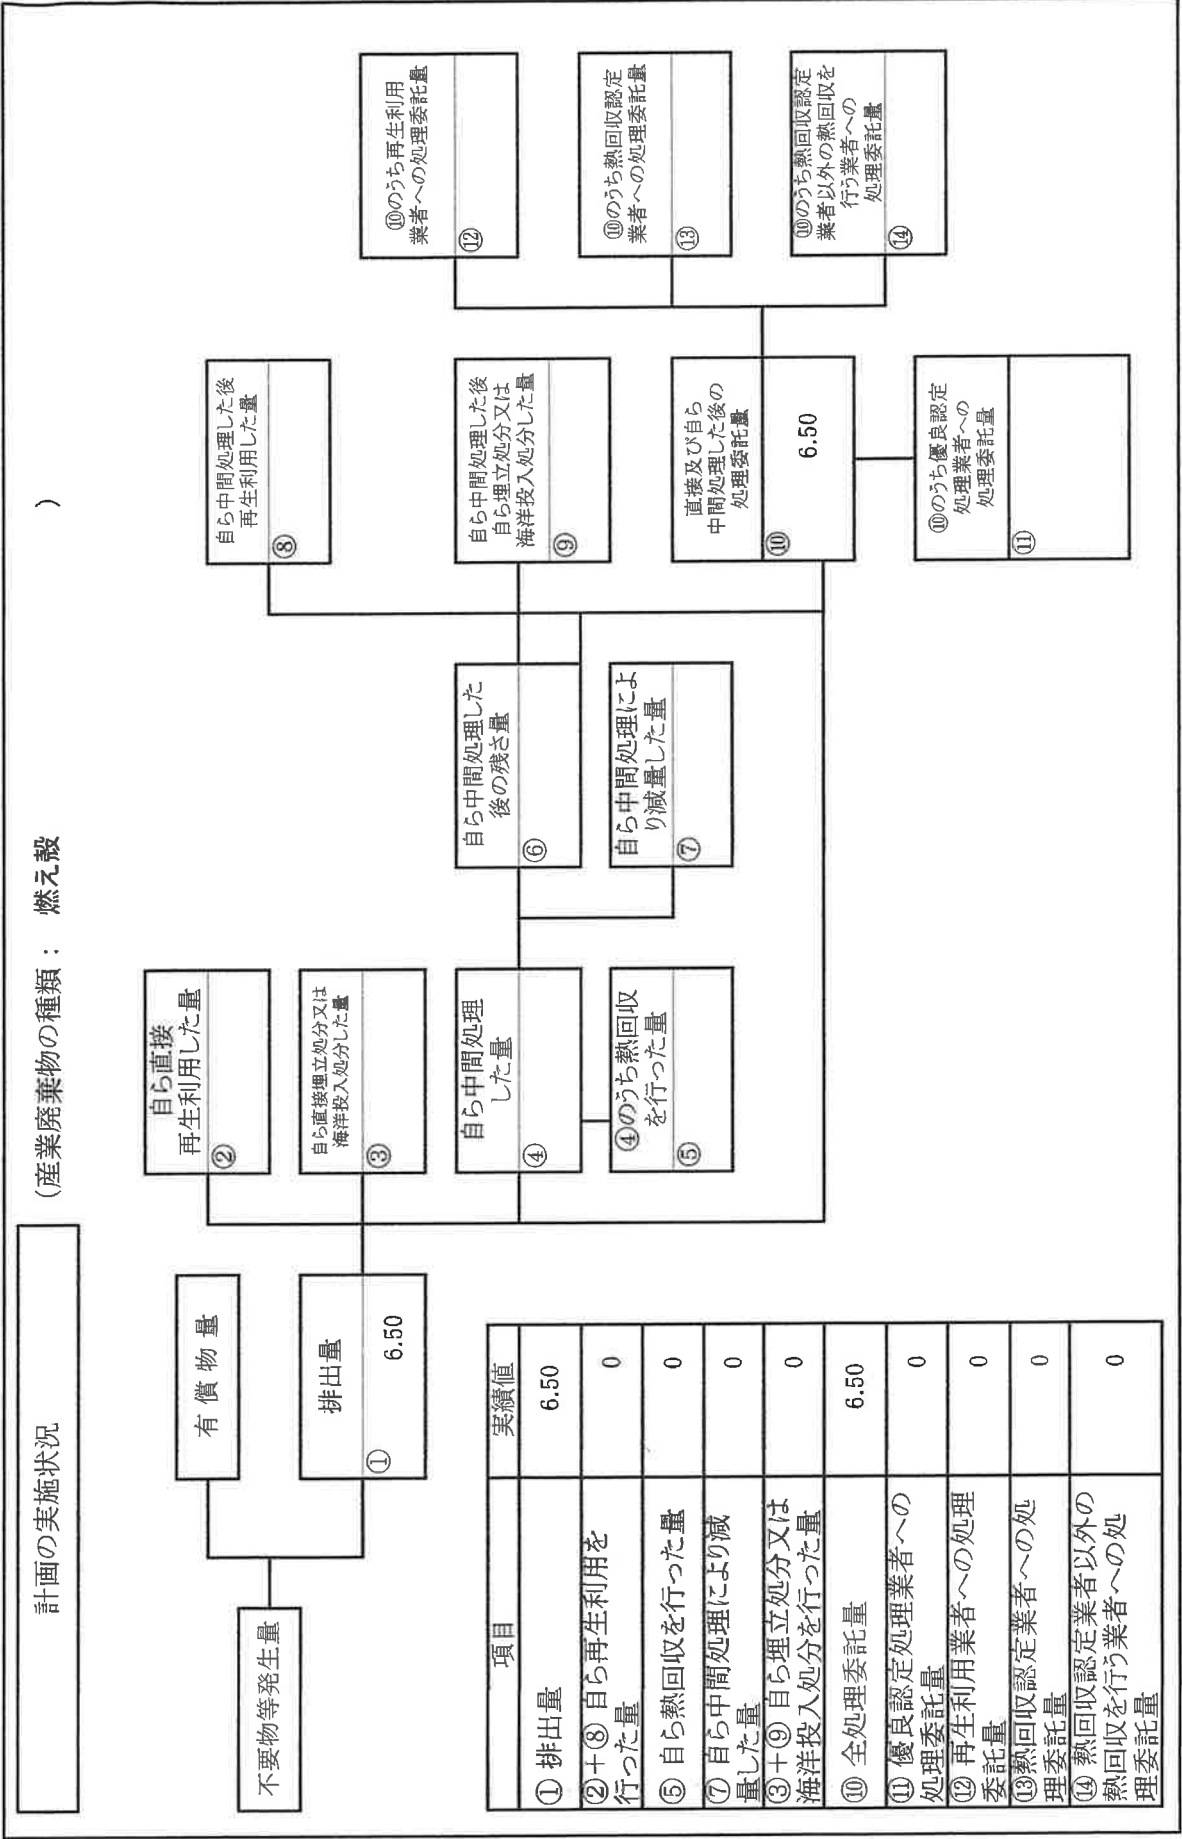 計画の実施状況
(産業廃棄物の種類： 燃え殻 )
不要物等発生量
有償物量
排出量
① 6.50
自ら直接
再生利用した量
②
自ら直接埋立処分又は
海洋投入処分した量
③
自ら中間処理
した量
④
④のうち熱回収
を行った量
⑤
自ら中間処理した
後の残さ量
⑥
自ら中間処理によ
り減量した量
⑦
自ら中間処理した後
再生利用した量
⑧
自ら中間処理した後
自ら埋立処分又は
海洋投入処分した量
⑨
直接及び自ら
中間処理した後の
処理委託量
⑩ 6.50
⑩のうち優良認定
処理業者への
処理委託量
⑪
⑩のうち再生利用
業者への処理委託量
⑫
⑩のうち熱回収認定
業者への処理委託量
⑬
⑩のうち熱回収認定
業者以外の熱回収を
行う業者への
処理委託量
⑭
項目 実績値
① 排出量 6.50
②＋⑧ 自ら再生利用を
行った量 0
⑤ 自ら熱回収を行った量 0
⑦ 自ら中間処理により減
量した量 0
③＋⑨ 自ら埋立処分又は
海洋投入処分を行った量 0
⑩ 全処理委託量 6.50
⑪ 優良認定処理業者への
処理委託量 0
⑫ 再生利用業者への処理
委託量 0
⑬熱回収認定業者への処
理委託量 0
⑭ 熱回収認定業者以外の
熱回収を行う業者への処
理委託量 0